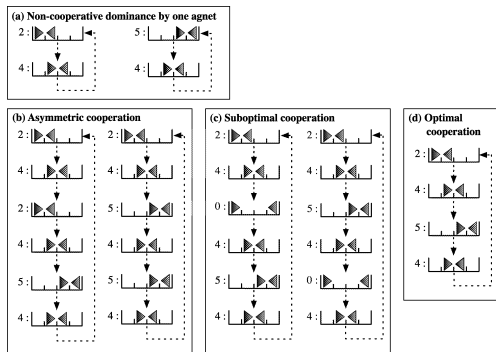 (a) Non-cooperative dominance by one agnet
2 : 5 :
4 : 4 :
(b) Asymmetric cooperation
2 : 2 :
4 : 4 :
2 : 5 :
4 : 4 :
5 : 5 :
4 : 4 :
(c) Suboptimal cooperation
2 : 2 :
4 : 4 :
0 : 5 :
4 : 4 :
5 : 0 :
4 : 4 :
(d) Optimal
cooperation
2 :
4 :
5 :
4 :